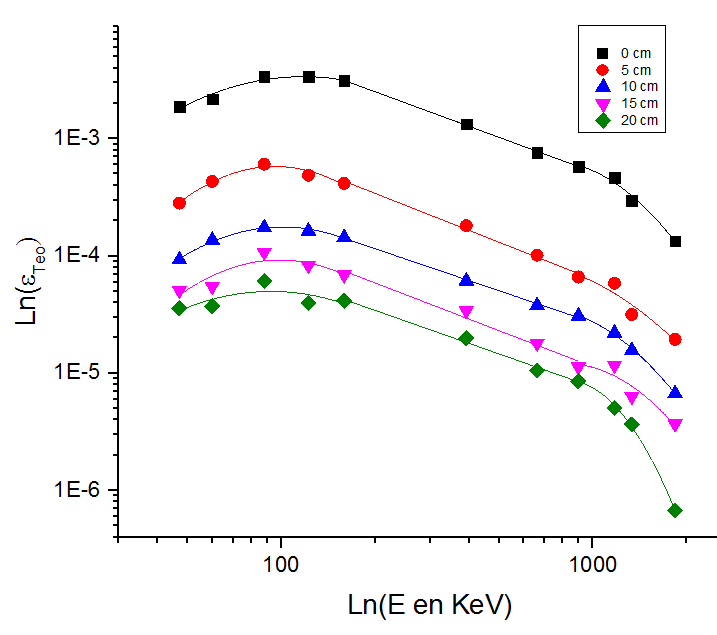 0 cm
5 cm
10 cm
15 cm
20 cm
1E-3
1E-4
1E-5
1E-6
Ln(εTeo)
100
1000
Ln(E en KeV)